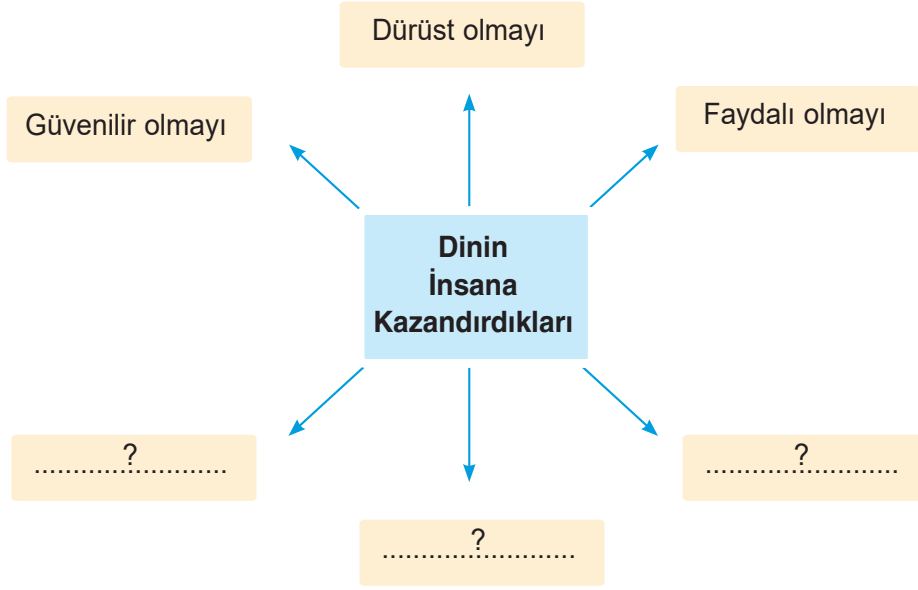 Dürüst olmayı
Güvenilir olmayı
Faydalı olmayı
Dinin
İnsana
Kazandırdıkları
............?.............
............?.............
............?.............